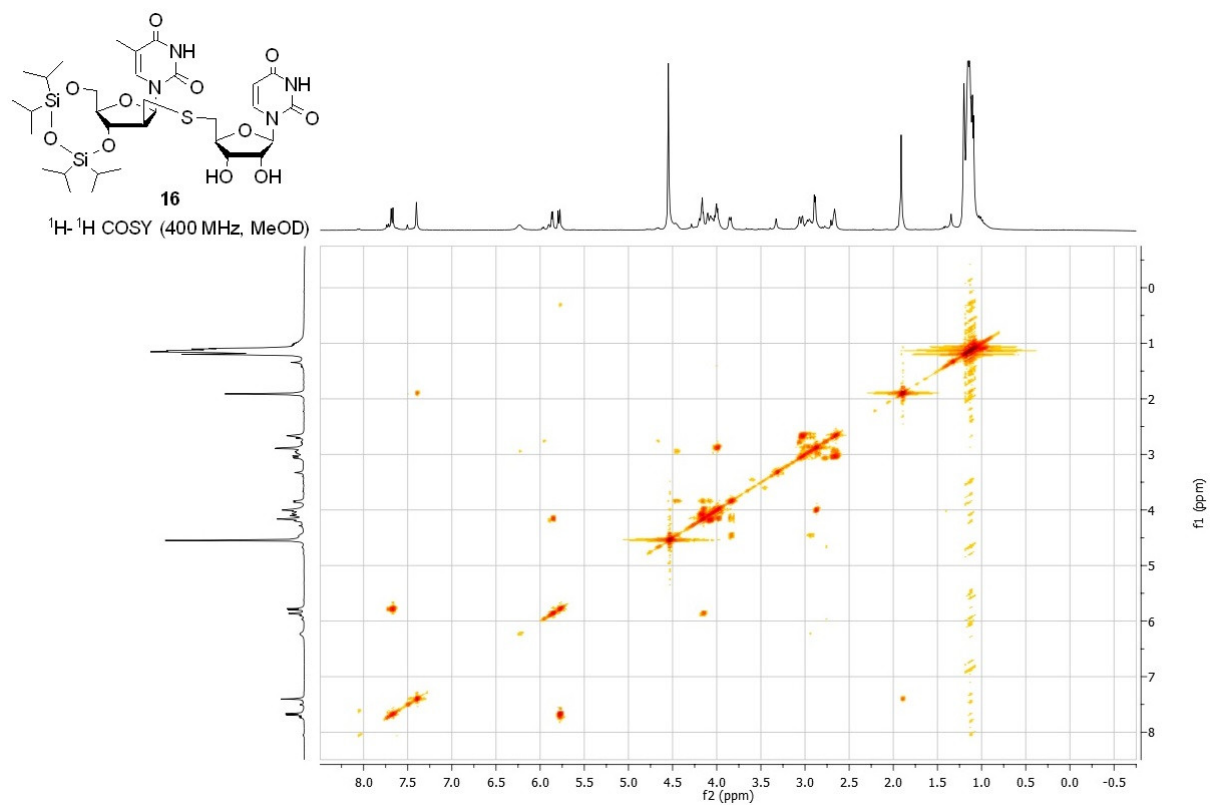 O
NH
N
O
O
NH
N
O
O
O
Si
O
Si
O
S
O
HO
OH
16
¹H- ¹H COSY (400 MHz, MeOD)
0
1
2
3
4
5
6
7
8
f1 (ppm)
8.0 7.5 7.0 6.5 6.0 5.5 5.0 4.5 4.0 3.5 3.0 2.5 2.0 1.5 1.0 0.5 0.0 -0.5
f2 (ppm)